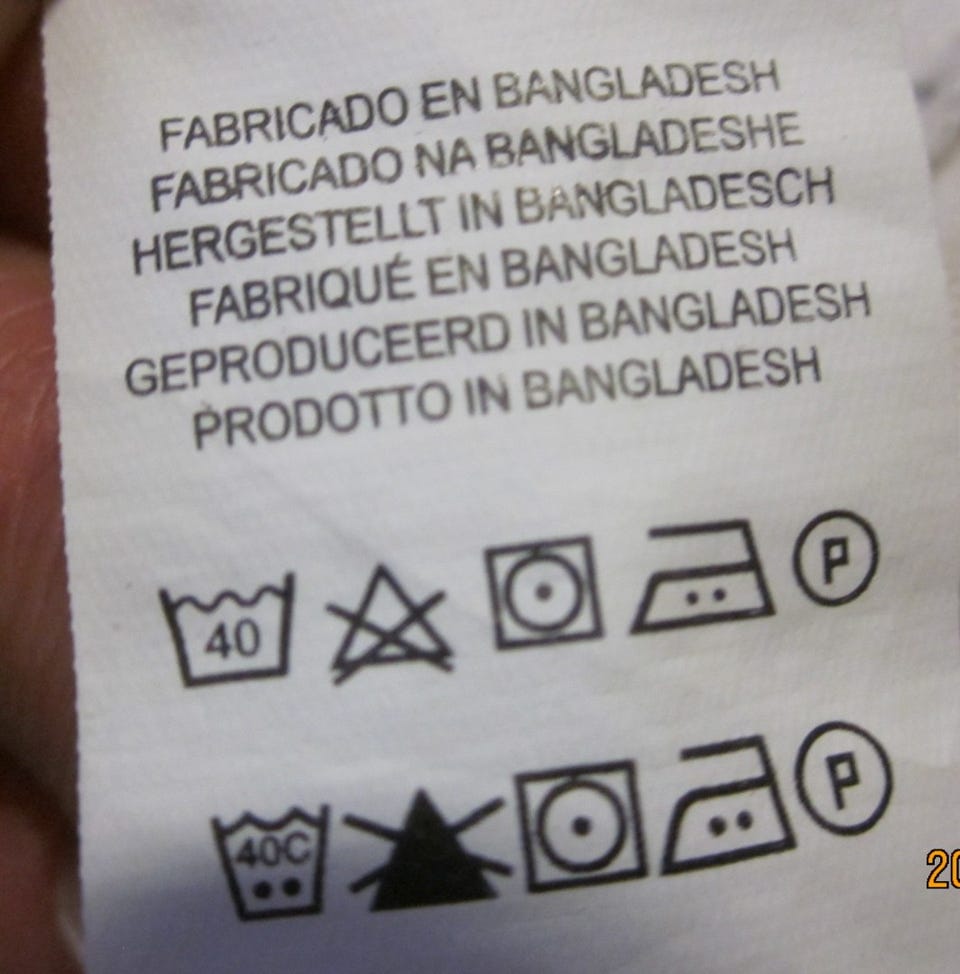 FABRICADO EN BANGLADESH
FABRICADO NA BANGLADESHE
HERGESTELLT IN BANGLADESCH
FABRIQUÉ EN BANGLADESH
GEPRODUCEERD IN BANGLADESH
PRODOTTO IN BANGLADESH
40 P
40C P
20